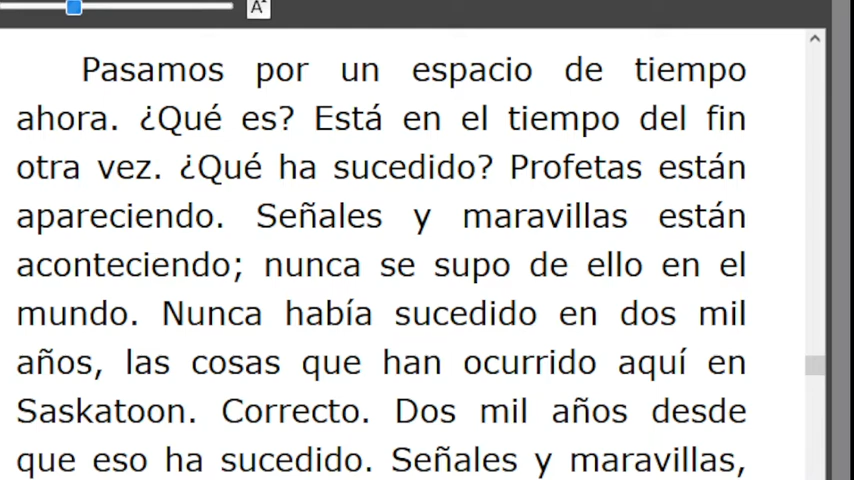 A
Pasamos por un espacio de tiempo
ahora. ¿Qué es? Está en el tiempo del fin
otra vez. ¿Qué ha sucedido? Profetas están
apareciendo. Señales y maravillas están
aconteciendo; nunca se supo de ello en el
mundo. Nunca había sucedido en dos mil
años, las cosas que han ocurrido aquí en
Saskatoon. Correcto. Dos mil años desde
que eso ha sucedido. Señales y maravillas,